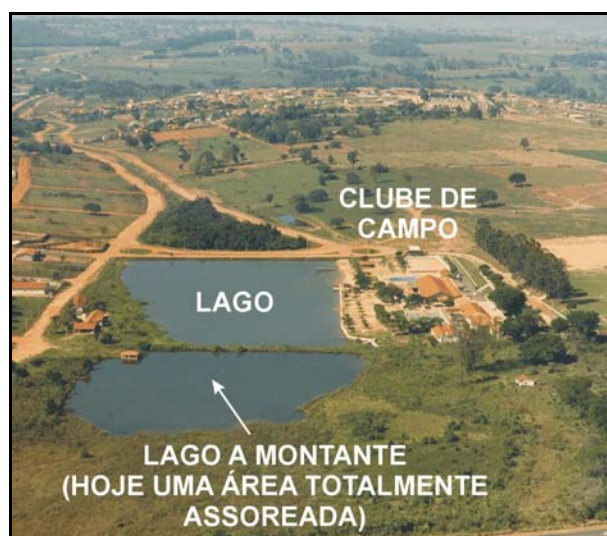 CLUBE DE
CAMPO
LAGO
LAGO A MONTANTE
(HOJE UMA ÁREA TOTALMENTE
ASSOREADA)